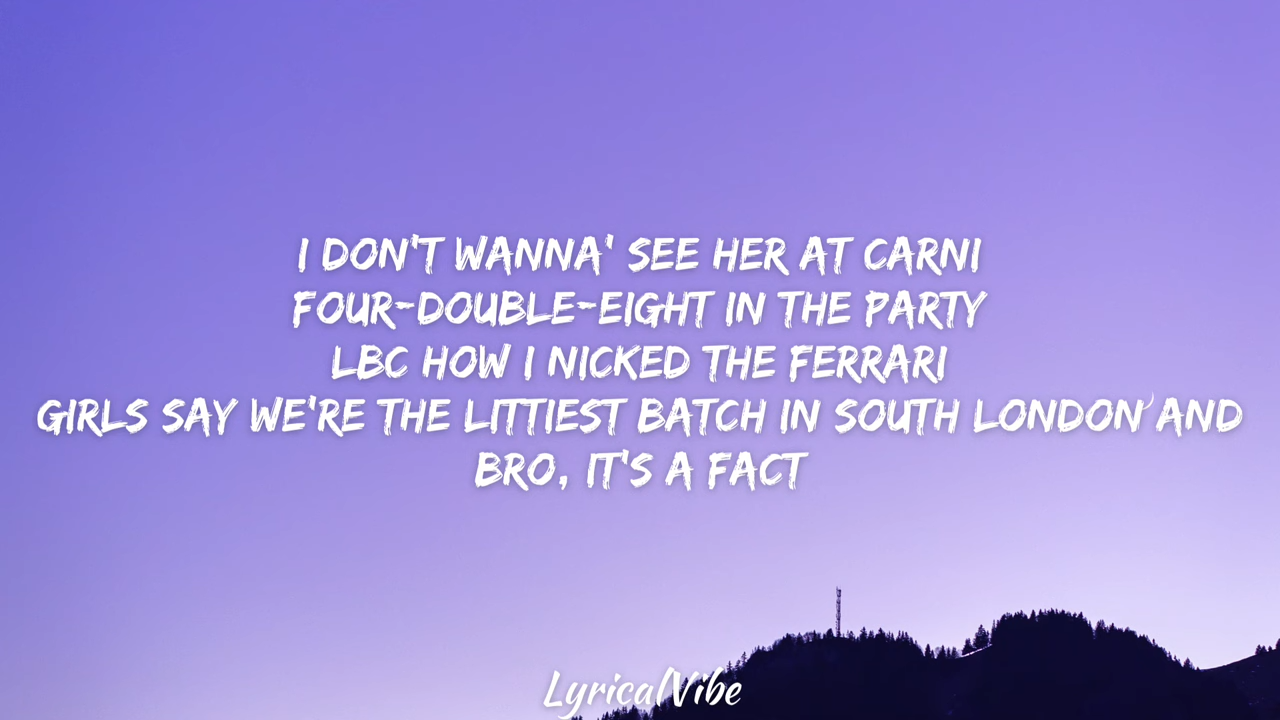 I DON'T WANNA' SEE HER AT CARNI
FOUR-DOUBLE-EIGHT IN THE PARTY
LBC HOW I NICKED THE FERRARI
GIRLS SAY WE'RE THE LITTIEST BATCH IN SOUTH LONDON AND
BRO, IT'S A FACT
LyricalVibe